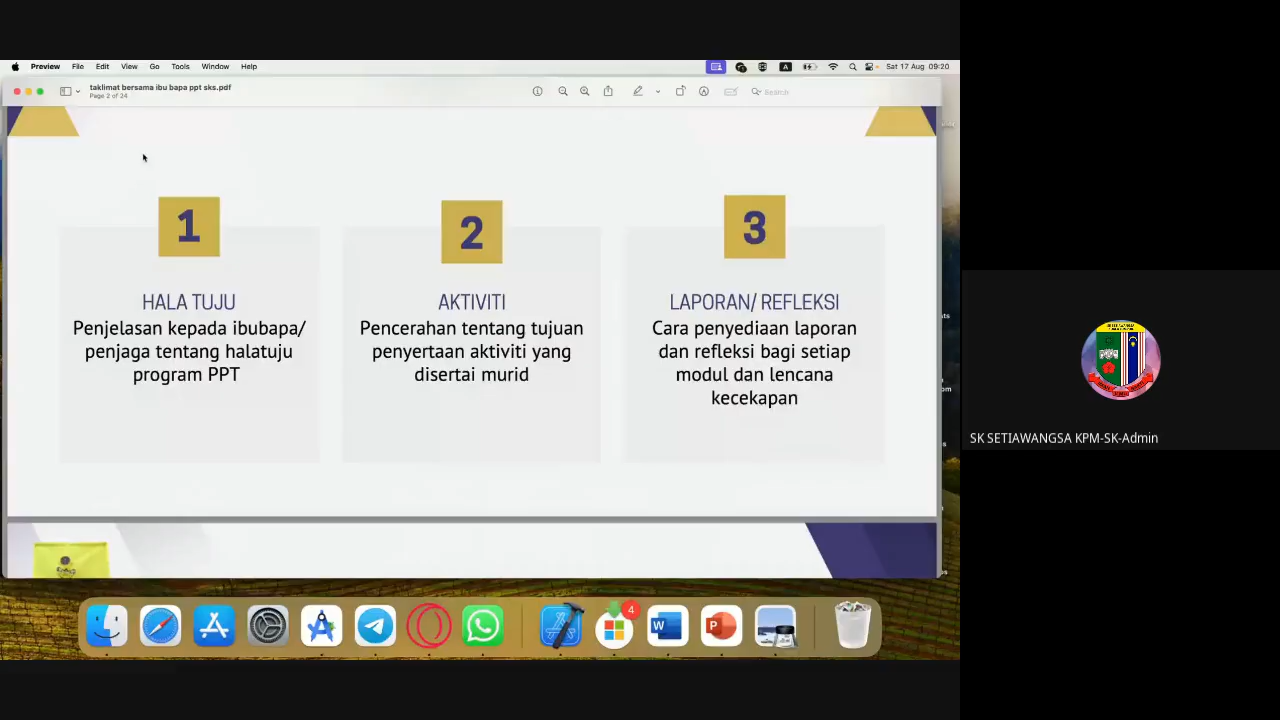 Preview File Edit View Go Tools Window Help
A
Sat 17 Aug 09:20
taklimat bersama ibu bapa ppt sks.pdf
Page 2 of 24
Search
1
HALA TUJU
Penjelasan kepada ibubapa/
penjaga tentang halatuju
program PPT
2
AKTIVITI
Pencerahan tentang tujuan
penyertaan aktiviti yang
disertai murid
3
LAPORAN/ REFLEKSI
Cara penyediaan laporan
dan refleksi bagi setiap
modul dan lencana
kecekapan
SK SETIAWANGSA KPM-SK-Admin
4
W
P